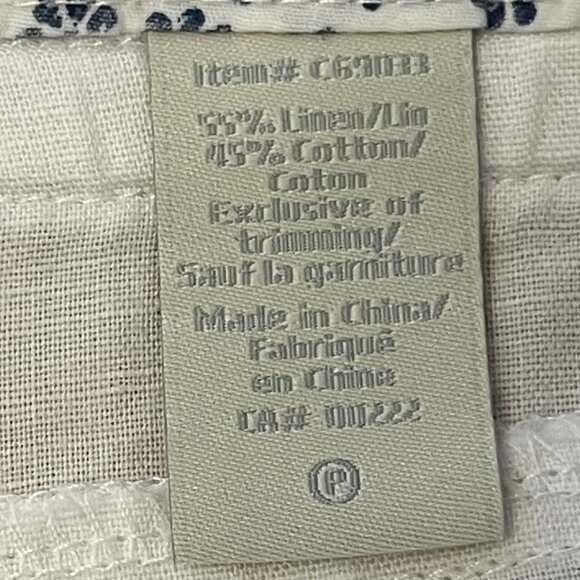 Item# C69033
55% Linen/Lin
45% Cotton/
Coton
Exclusive of
trimming/
Sauf la garniture
Made in China/
Fabriqué
en Chine
CA# 00222
P